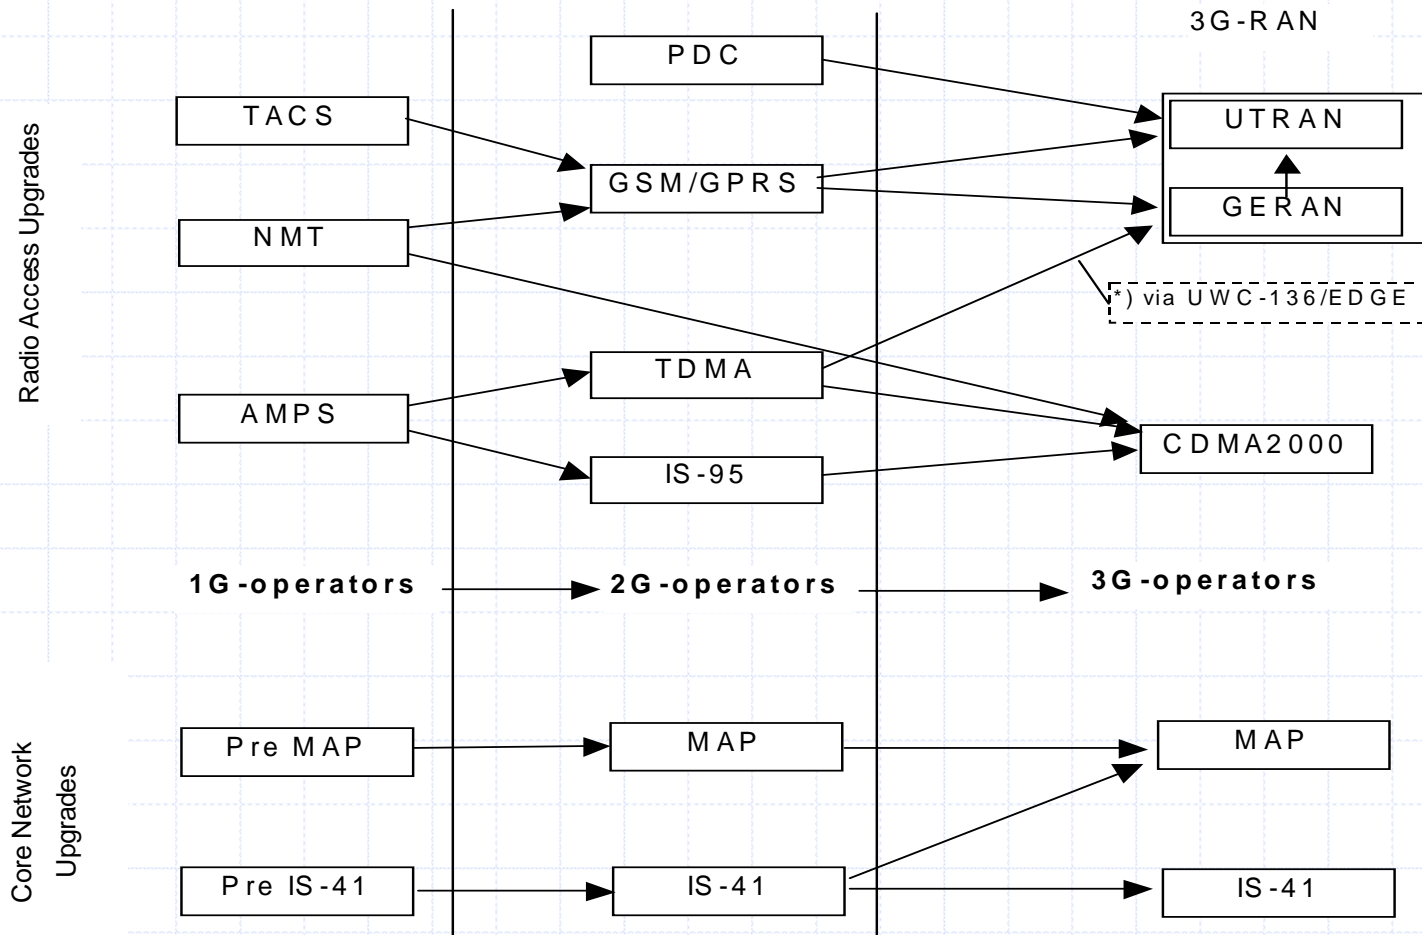 3G-RAN
PDC
TACS
UTRAN
GSM/GPRS
GERAN
NMT
*) via UWC-136/EDGE
Radio Access Upgrades
TDMA
AMPS
CDMA2000
IS-95
1G-operators
2G-operators
3G-operators
Pre MAP
MAP
MAP
Core Network
Upgrades
Pre IS-41
IS-41
IS-41